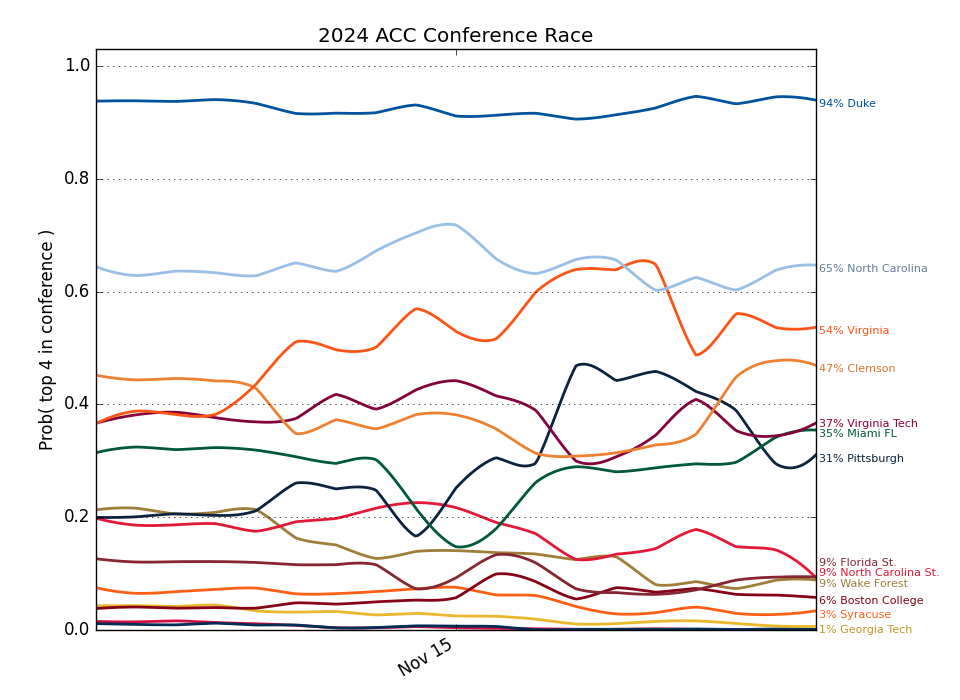 2024 ACC Conference Race
Prob( top 4 in conference )
1.0
0.8
0.6
0.4
0.2
0.0
Nov 15
94% Duke
65% North Carolina
54% Virginia
47% Clemson
37% Virginia Tech
35% Miami FL
31% Pittsburgh
9% Florida St.
9% North Carolina St.
9% Wake Forest
6% Boston College
3% Syracuse
1% Georgia Tech